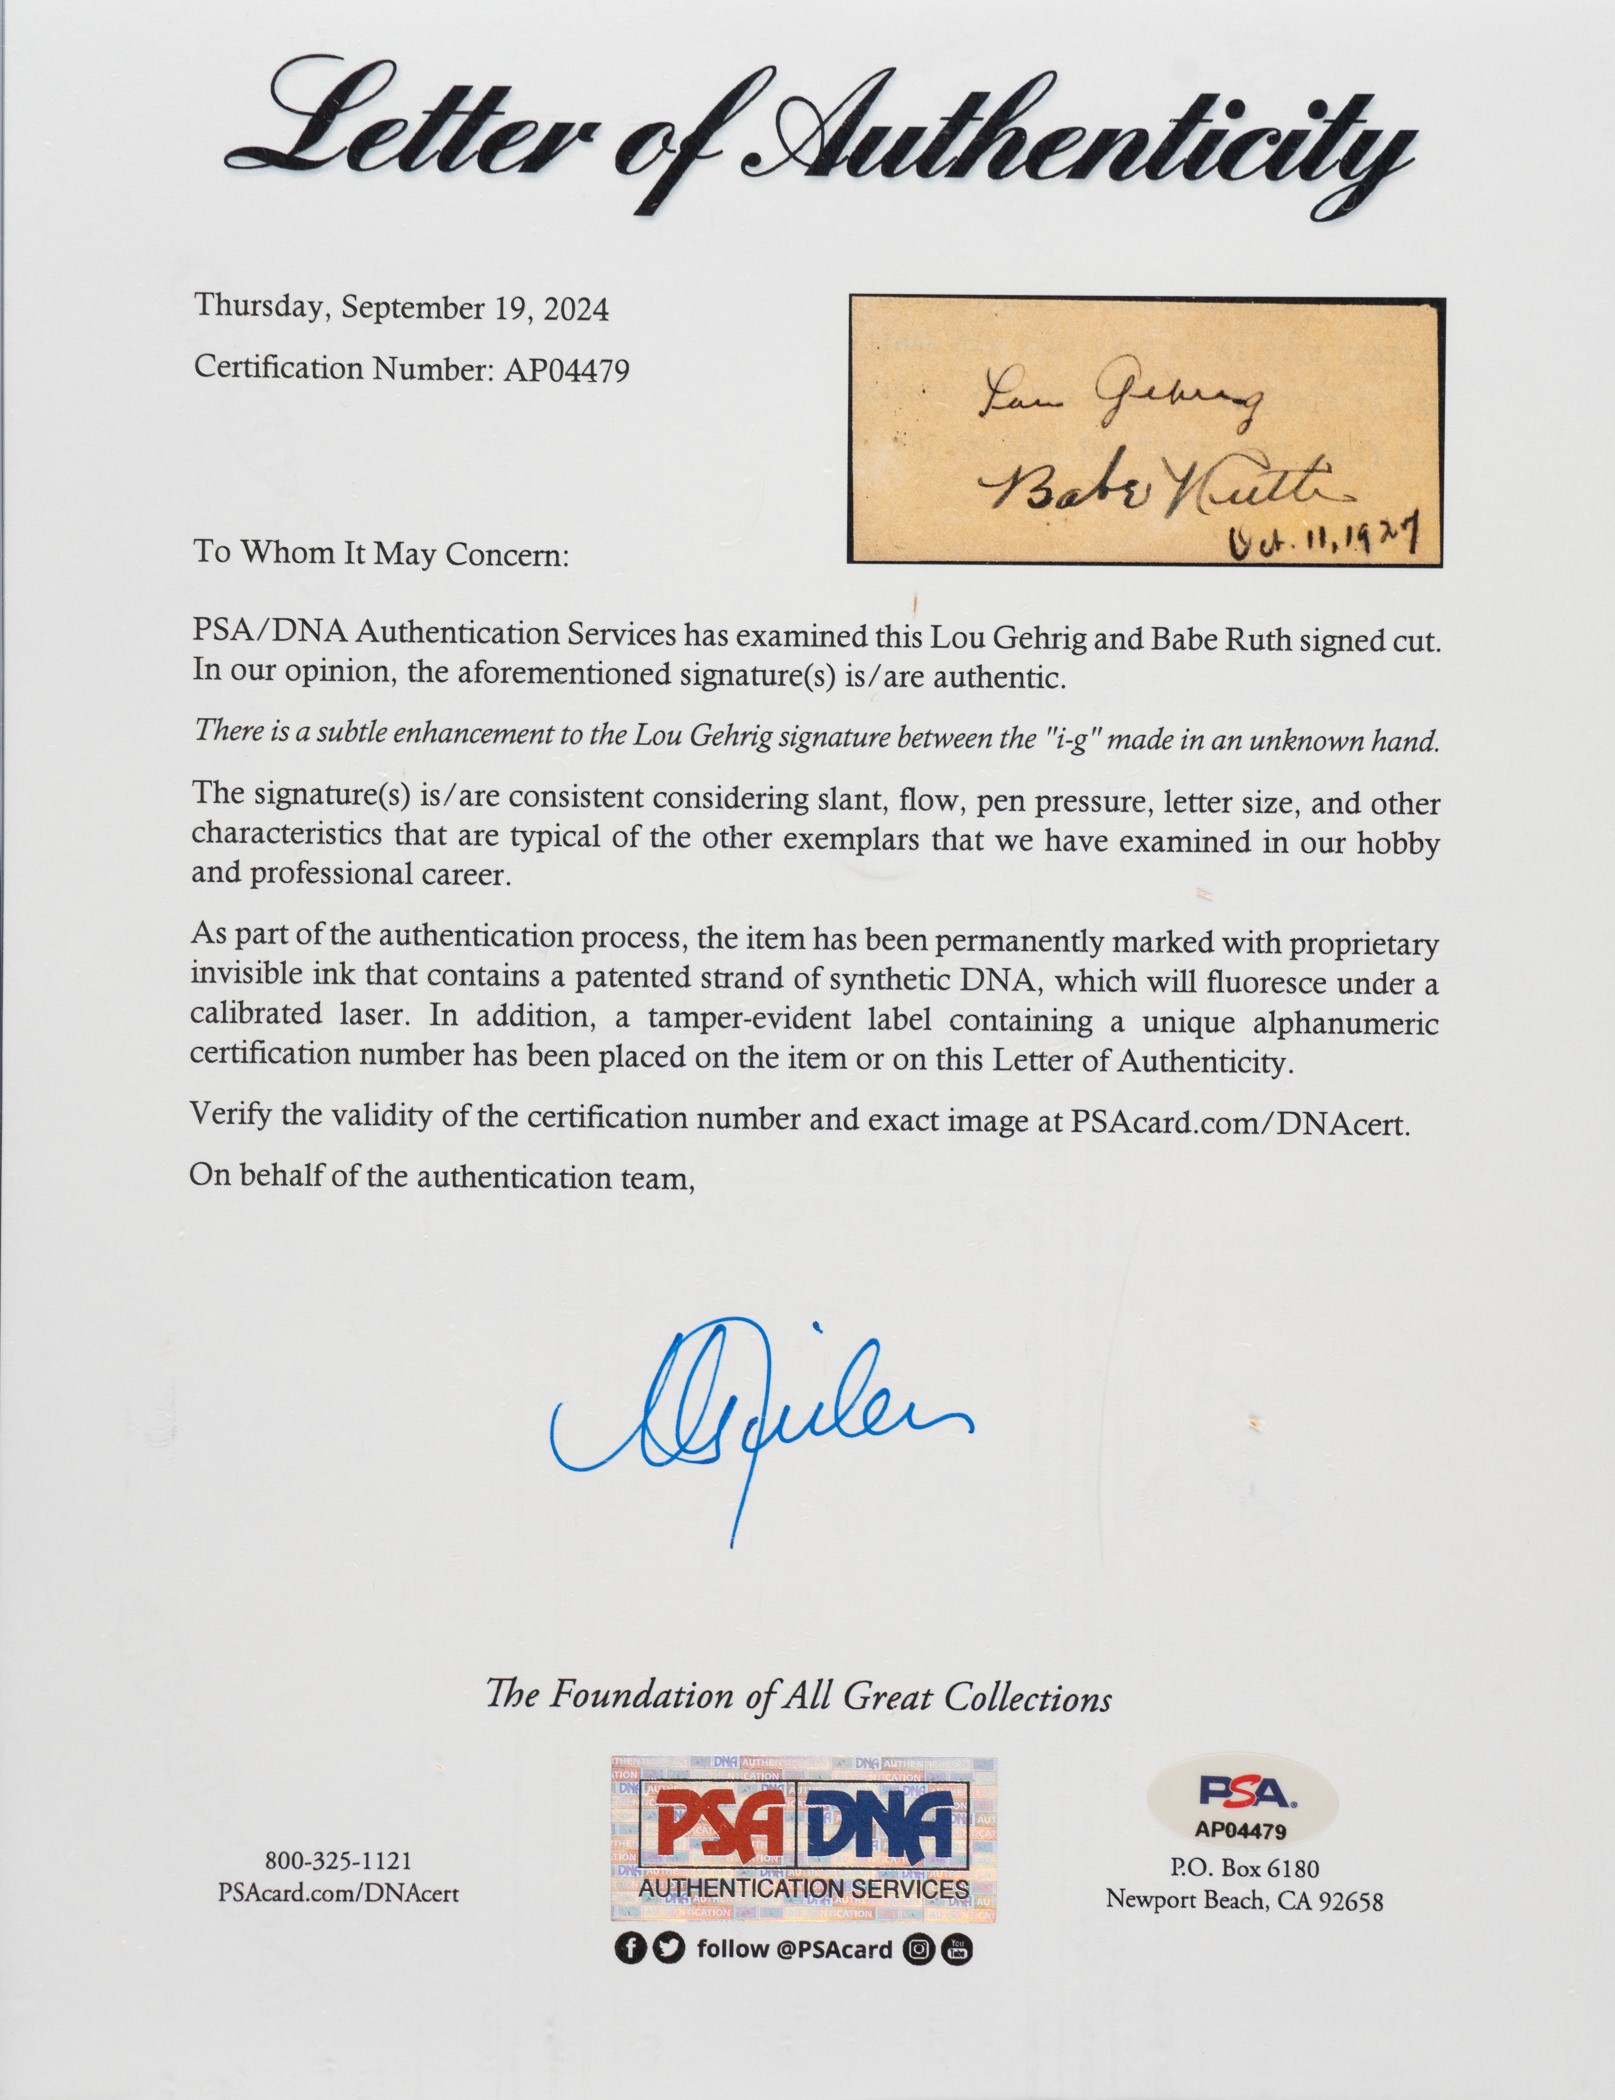 Letter of Authenticity
Thursday, September 19, 2024
Certification Number: AP04479
Lou Gehrig
Babe Ruth
Oct. 11, 1927
To Whom It May Concern:
PSA/DNA Authentication Services has examined this Lou Gehrig and Babe Ruth signed cut.
In our opinion, the aforementioned signature(s) is/are authentic.
There is a subtle enhancement to the Lou Gehrig signature between the "i-g" made in an unknown hand.
The signature(s) is/are consistent considering slant, flow, pen pressure, letter size, and other
characteristics that are typical of the other exemplars that we have examined in our hobby
and professional career.
As part of the authentication process, the item has been permanently marked with proprietary
invisible ink that contains a patented strand of synthetic DNA, which will fluoresce under a
calibrated laser. In addition, a tamper-evident label containing a unique alphanumeric
certification number has been placed on the item or on this Letter of Authenticity.
Verify the validity of the certification number and exact image at PSAcard.com/DNAcert.
On behalf of the authentication team,
The Foundation of All Great Collections
800-325-1121
PSAcard.com/DNAcert
PSA DNA
AUTHENTICATION SERVICES
follow @PSAcard
You Tube
PSA.
AP04479
P.O. Box 6180
Newport Beach, CA 92658